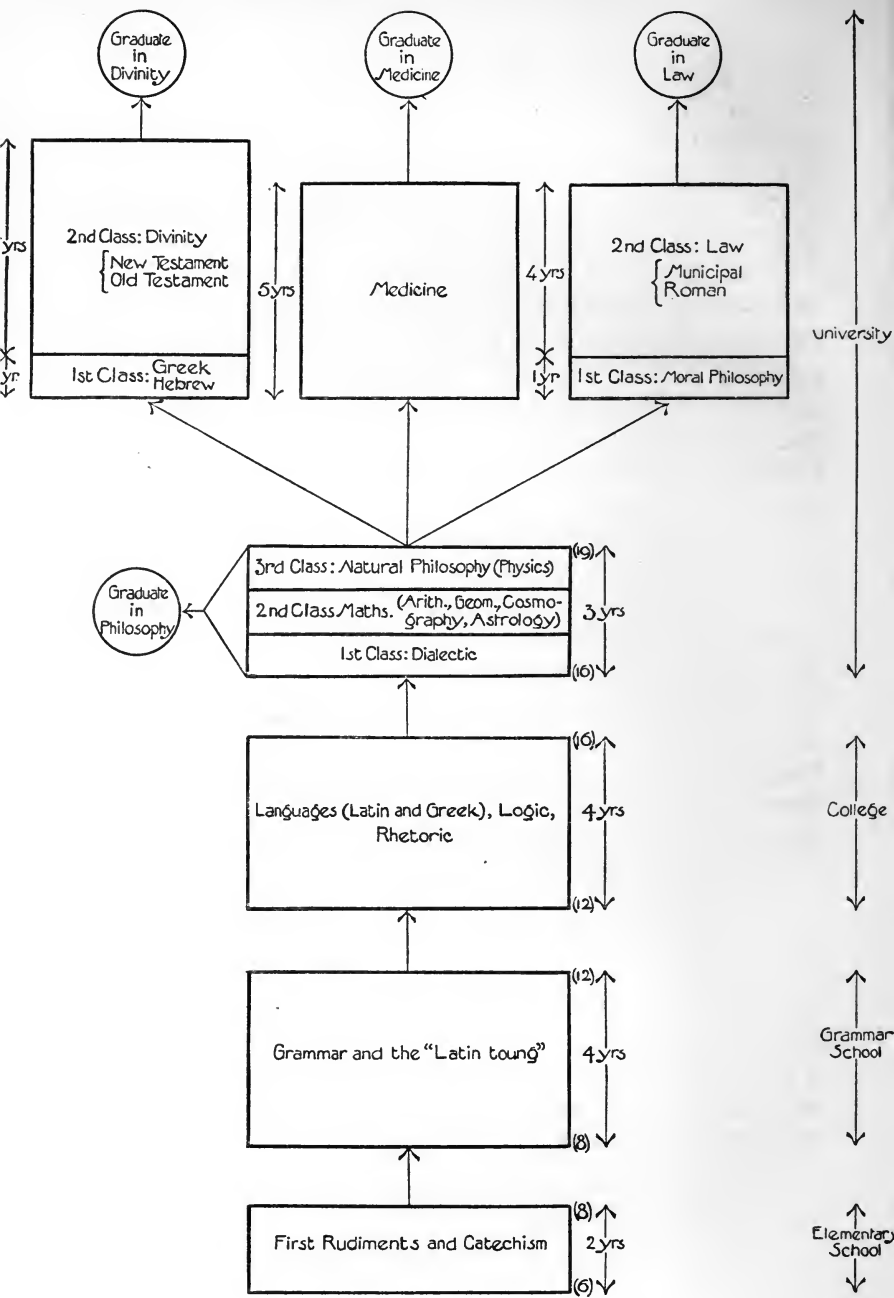 Graduate
in
Divinity
Graduate
in
Medicine
Graduate
in
Law
yrs
2nd Class: Divinity
{ New Testament
Old Testament
yr
1st Class: Greek
Hebrew
5yrs
Medicine
4yrs
2nd Class: Law
{ Municipal
Roman
1yr
1st Class: Moral Philosophy
University
Graduate
in
Philosophy
3rd Class: Natural Philosophy (Physics)
2nd Class Maths. (Arith., Geom., Cosmo-
graphy, Astrology)
1st Class: Dialectic
(19)
3yrs
(16)
(16)
Languages (Latin and Greek), Logic,
Rhetoric
4yrs
(12)
College
(12)
Grammar and the "Latin toung"
4yrs
(8)
Grammar
School
(8)
First Rudiments and Catechism
2yrs
(6)
Elementary
School